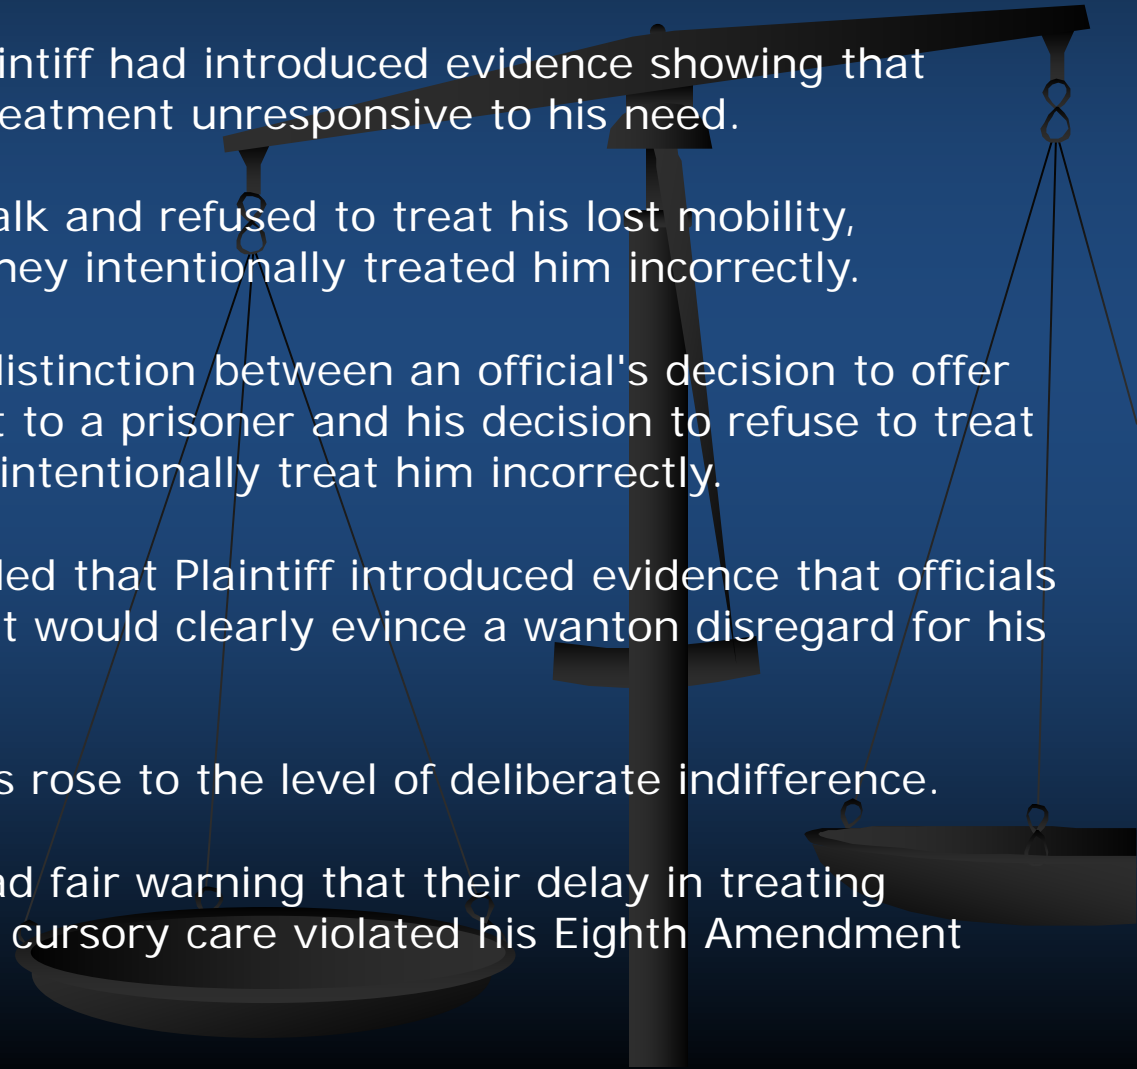 intiff had introduced evidence showing that
eatment unresponsive to his need.
alk and refused to treat his lost mobility,
hey intentionally treated him incorrectly.
distinction between an official's decision to offer
t to a prisoner and his decision to refuse to treat
intentionally treat him incorrectly.
led that Plaintiff introduced evidence that officials
t would clearly evince a wanton disregard for his
s rose to the level of deliberate indifference.
ad fair warning that their delay in treating
cursory care violated his Eighth Amendment